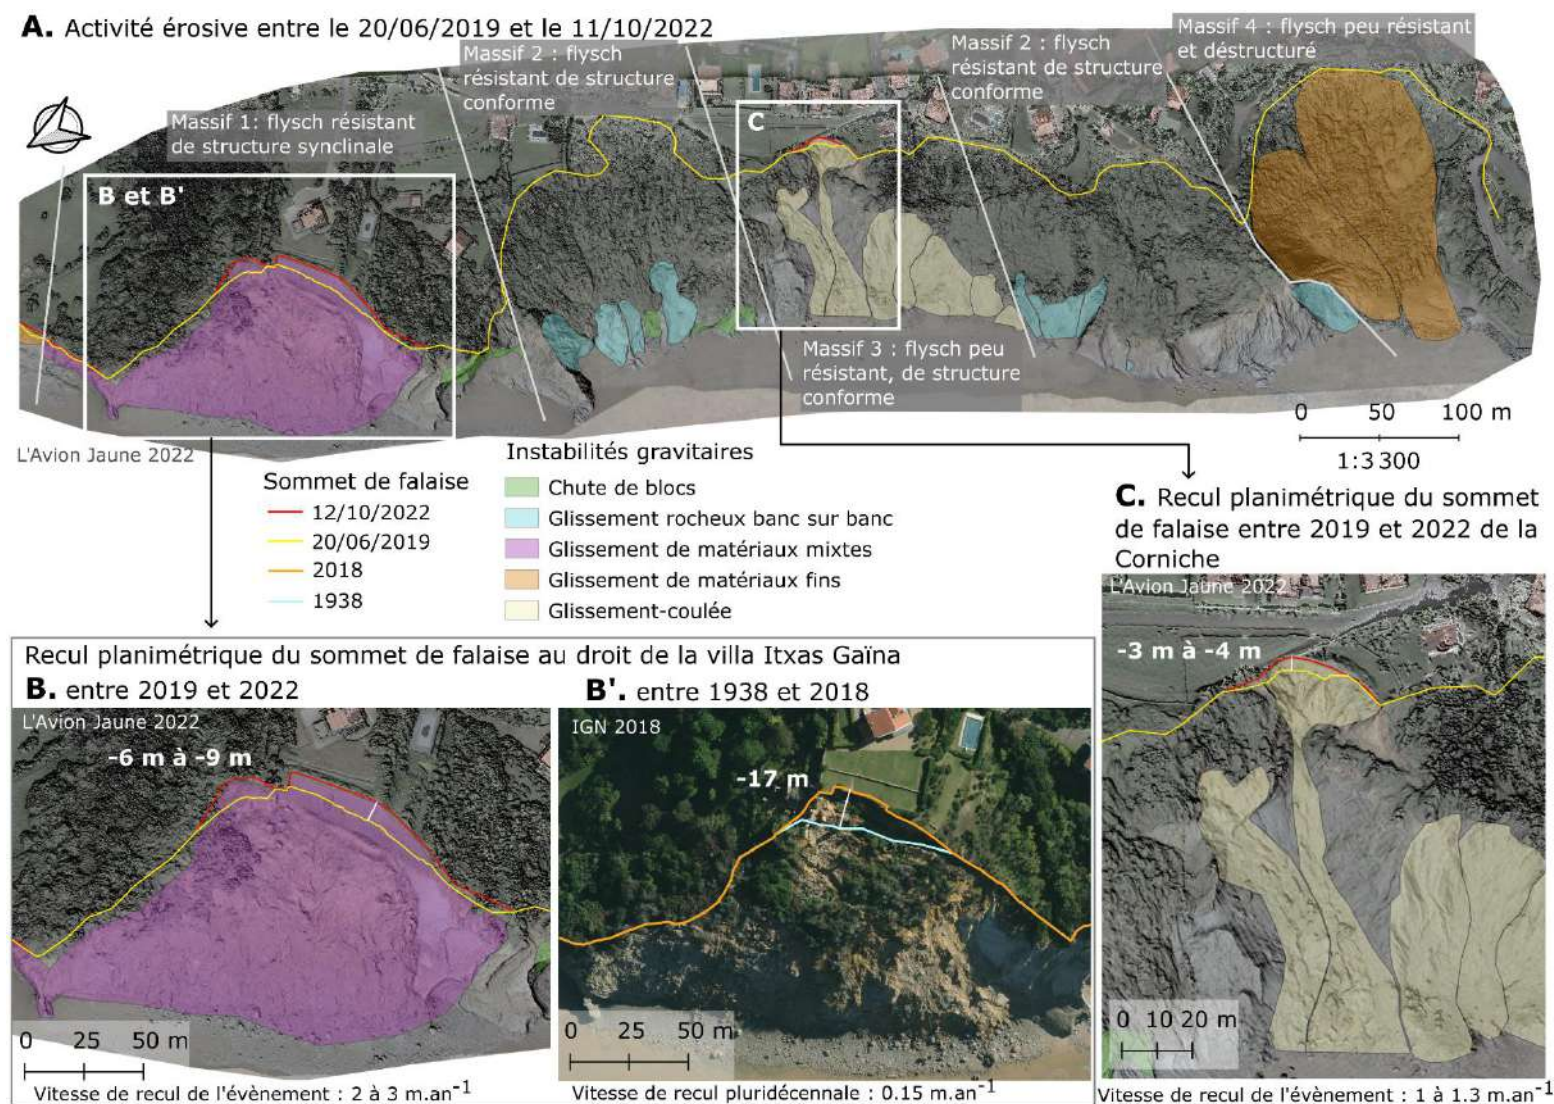 A. Activité érosive entre le 20/06/2019 et le 11/10/2022
Massif 1: flysch résistant
de structure synclinale
Massif 2 : flysch
résistant de structure
conforme
Massif 2 : flysch
résistant de structure
conforme
Massif 4 : flysch peu résistant
et déstructuré
B et B'
C
Massif 3 : flysch peu
résistant, de structure
conforme
0 50 100 m
1:3 300
L'Avion Jaune 2022
Sommet de falaise
12/10/2022
20/06/2019
2018
1938
Instabilités gravitaires
Chute de blocs
Glissement rocheux banc sur banc
Glissement de matériaux mixtes
Glissement de matériaux fins
Glissement-coulée
C. Recul planimétrique du sommet
de falaise entre 2019 et 2022 de la
Corniche
L'Avion Jaune 2022
-3 m à -4 m
0 10 20 m
Vitesse de recul de l'évènement : 1 à 1.3 m.an⁻¹
Recul planimétrique du sommet de falaise au droit de la villa Itxas Gaïna
B. entre 2019 et 2022
L'Avion Jaune 2022
-6 m à -9 m
0 25 50 m
Vitesse de recul de l'évènement : 2 à 3 m.an⁻¹
B'. entre 1938 et 2018
IGN 2018
-17 m
0 25 50 m
Vitesse de recul pluridécennale : 0.15 m.an⁻¹